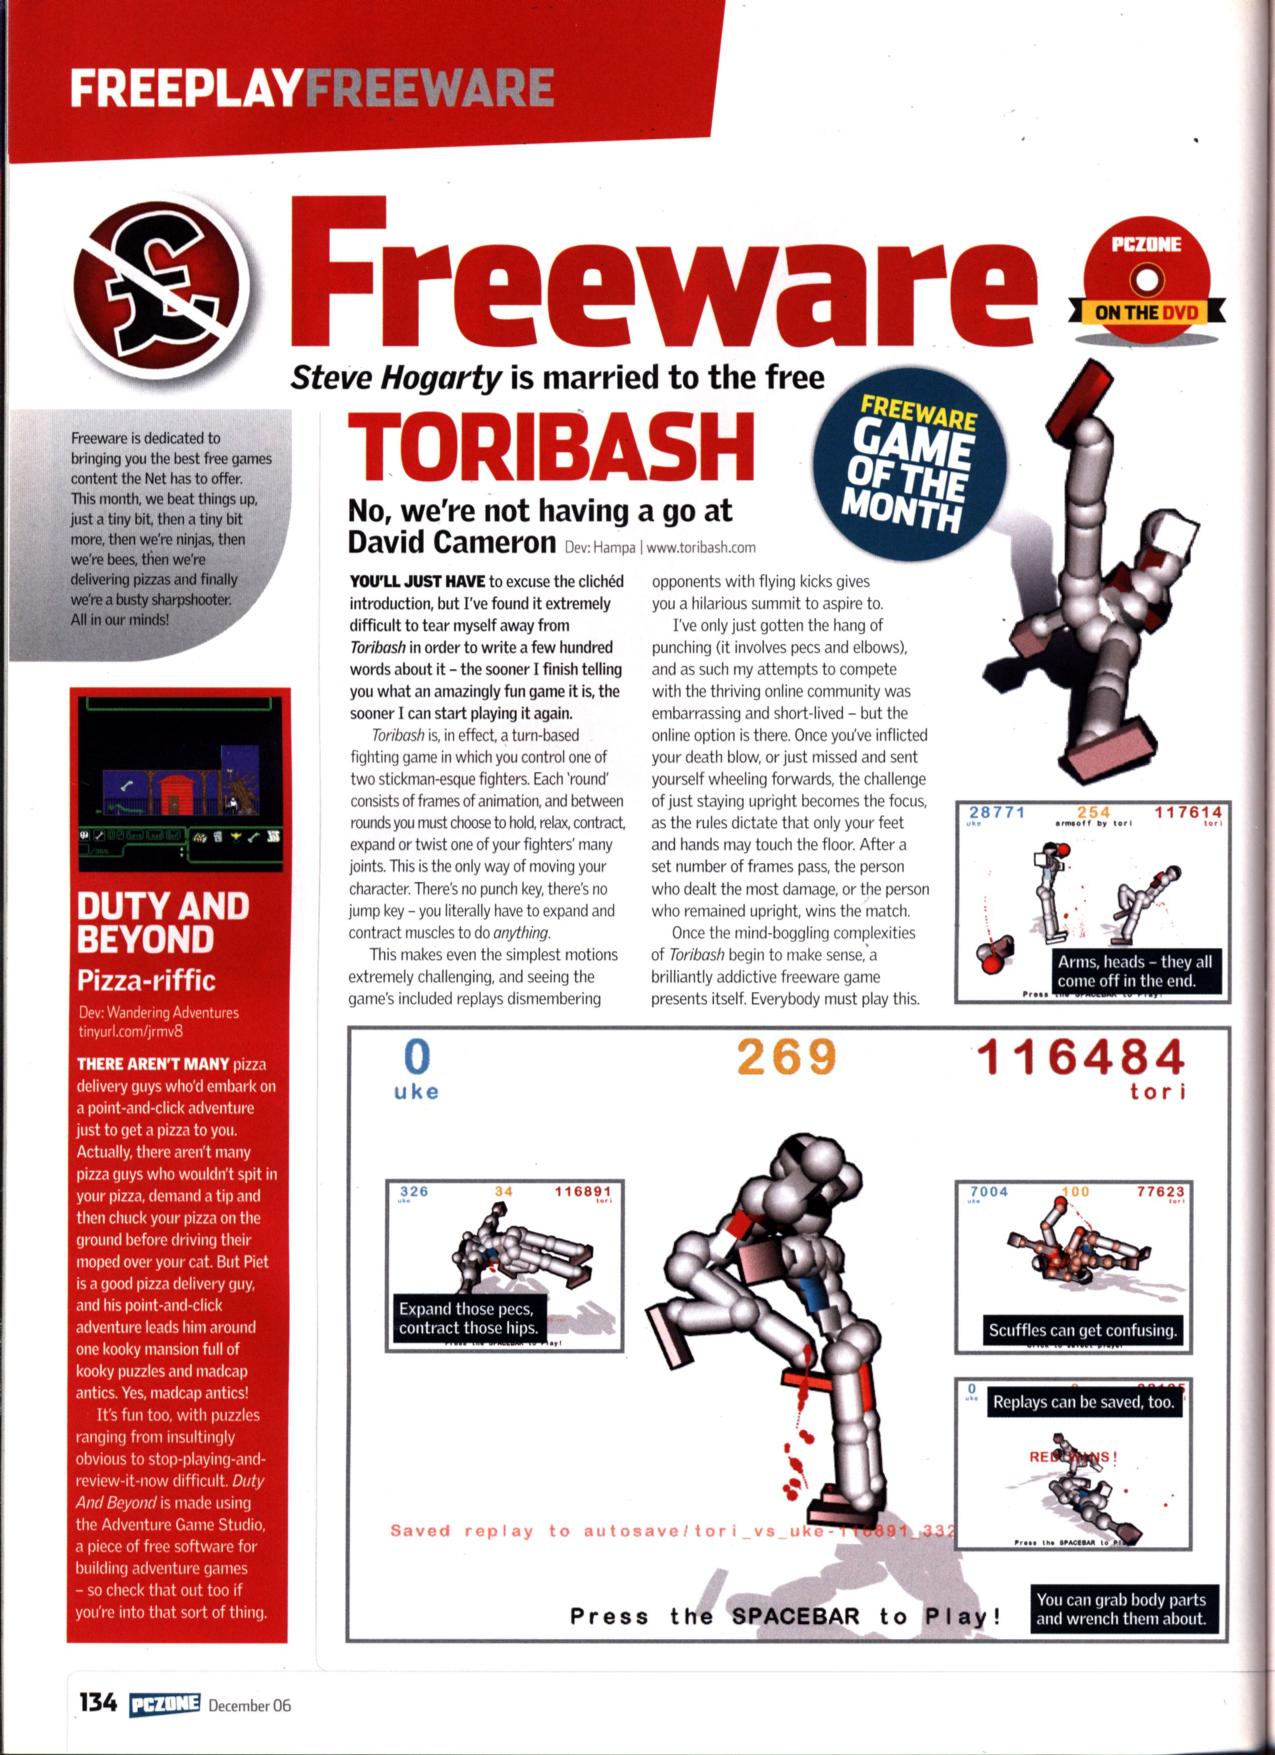 FREEPLAYFREEWARE
Freeware
PCZONE
ON THE DVD
Steve Hogarty is married to the free
Freeware is dedicated to
bringing you the best free games
content the Net has to offer.
This month, we beat things up,
just a tiny bit, then a tiny bit
more, then we're ninjas, then
we're bees, then we're
delivering pizzas and finally
we're a busty sharpshooter.
All in our minds!
DUTY AND
BEYOND
Pizza-riffic
Dev: Wandering Adventures
tinyurl.com/jrmv8
THERE AREN'T MANY pizza
delivery guys who'd embark on
a point-and-click adventure
just to get a pizza to you.
Actually, there aren't many
pizza guys who wouldn't spit in
your pizza, demand a tip and
then chuck your pizza on the
ground before driving their
moped over your cat. But Piet
is a good pizza delivery guy,
and his point-and-click
adventure leads him around
one kooky mansion full of
kooky puzzles and madcap
antics. Yes, madcap antics!
It's fun too, with puzzles
ranging from insultingly
obvious to stop-playing-and-
review-it-now difficult. Duty
And Beyond is made using
the Adventure Game Studio,
a piece of free software for
building adventure games
– so check that out too if
you're into that sort of thing.
TORIBASH
FREEWARE
GAME
OF THE
MONTH
No, we're not having a go at
David Cameron Dev: Hampa | www.toribash.com
YOU'LL JUST HAVE to excuse the clichéd
introduction, but I've found it extremely
difficult to tear myself away from
Toribash in order to write a few hundred
words about it – the sooner I finish telling
you what an amazingly fun game it is, the
sooner I can start playing it again.
Toribash is, in effect, a turn-based
fighting game in which you control one of
two stickman-esque fighters. Each 'round'
consists of frames of animation, and between
rounds you must choose to hold, relax, contract,
expand or twist one of your fighters' many
joints. This is the only way of moving your
character. There's no punch key, there's no
jump key – you literally have to expand and
contract muscles to do anything.
This makes even the simplest motions
extremely challenging, and seeing the
game's included replays dismembering
opponents with flying kicks gives
you a hilarious summit to aspire to.
I've only just gotten the hang of
punching (it involves pecs and elbows),
and as such my attempts to compete
with the thriving online community was
embarrassing and short-lived – but the
online option is there. Once you've inflicted
your death blow, or just missed and sent
yourself wheeling forwards, the challenge
of just staying upright becomes the focus,
as the rules dictate that only your feet
and hands may touch the floor. After a
set number of frames pass, the person
who dealt the most damage, or the person
who remained upright, wins the match.
Once the mind-boggling complexities
of Toribash begin to make sense, a
brilliantly addictive freeware game
presents itself. Everybody must play this.
28771 254 117614
uke armsoff by tori tori
Arms, heads – they all
come off in the end.
Press the SPACEBAR to Play!
0 269 116484
uke tori
326 34 116891
uke tori
Expand those pecs,
contract those hips.
Press the SPACEBAR to Play!
7004 100 77623
uke tori
Scuffles can get confusing.
0
uke
Replays can be saved, too.
RED WINS!
Press the SPACEBAR to Play
Saved replay to autosave/tori_vs_uke-116891_332
Press the SPACEBAR to Play!
You can grab body parts
and wrench them about.
134 PCZONE December 06